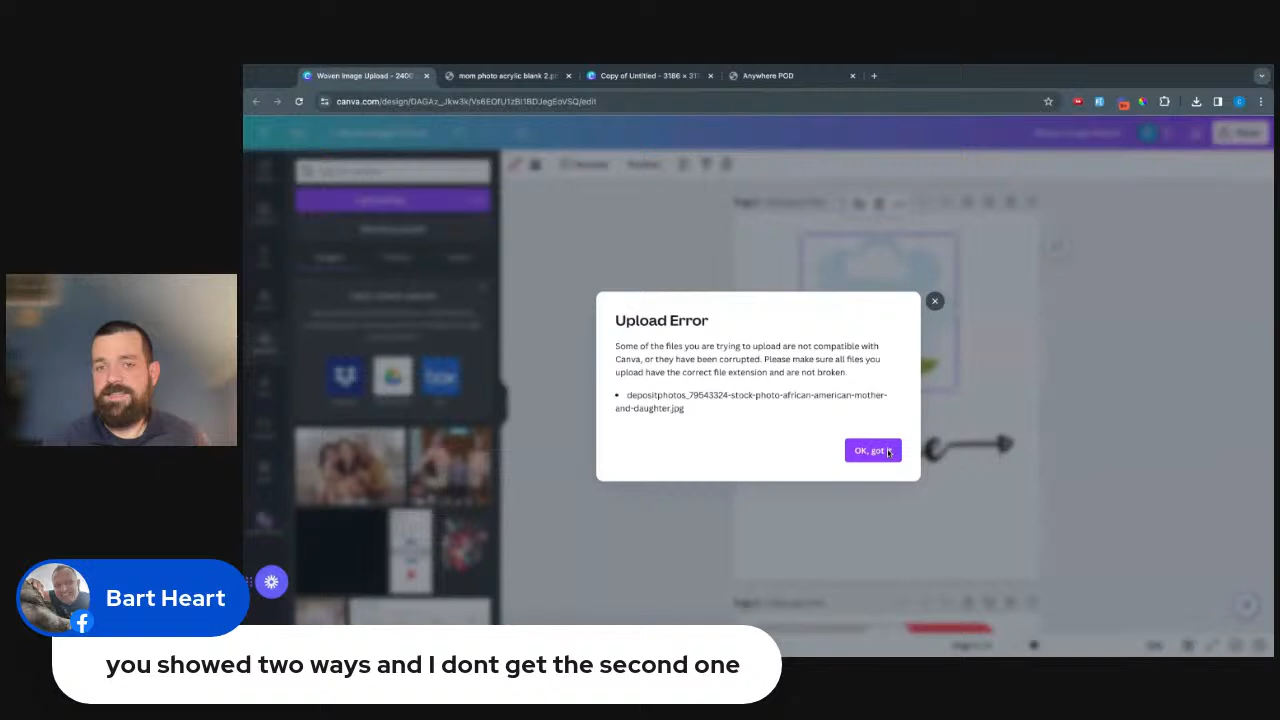 Woven Image Upload - 2400
mom photo acrylic blank 2.p
Copy of Untitled - 3186 × 31
Anywhere POD
canva.com/design/DAGAz_Jkw3k/Vs6EOfU1zBl1BDJegEoVSQ/edit
Upload Error
Some of the files you are trying to upload are not compatible with
Canva, or they have been corrupted. Please make sure all files you
upload have the correct file extension and are not broken.
• depositphotos_79543324-stock-photo-african-american-mother-
and-daughter.jpg
OK, got
box
Bart Heart
you showed two ways and I dont get the second one